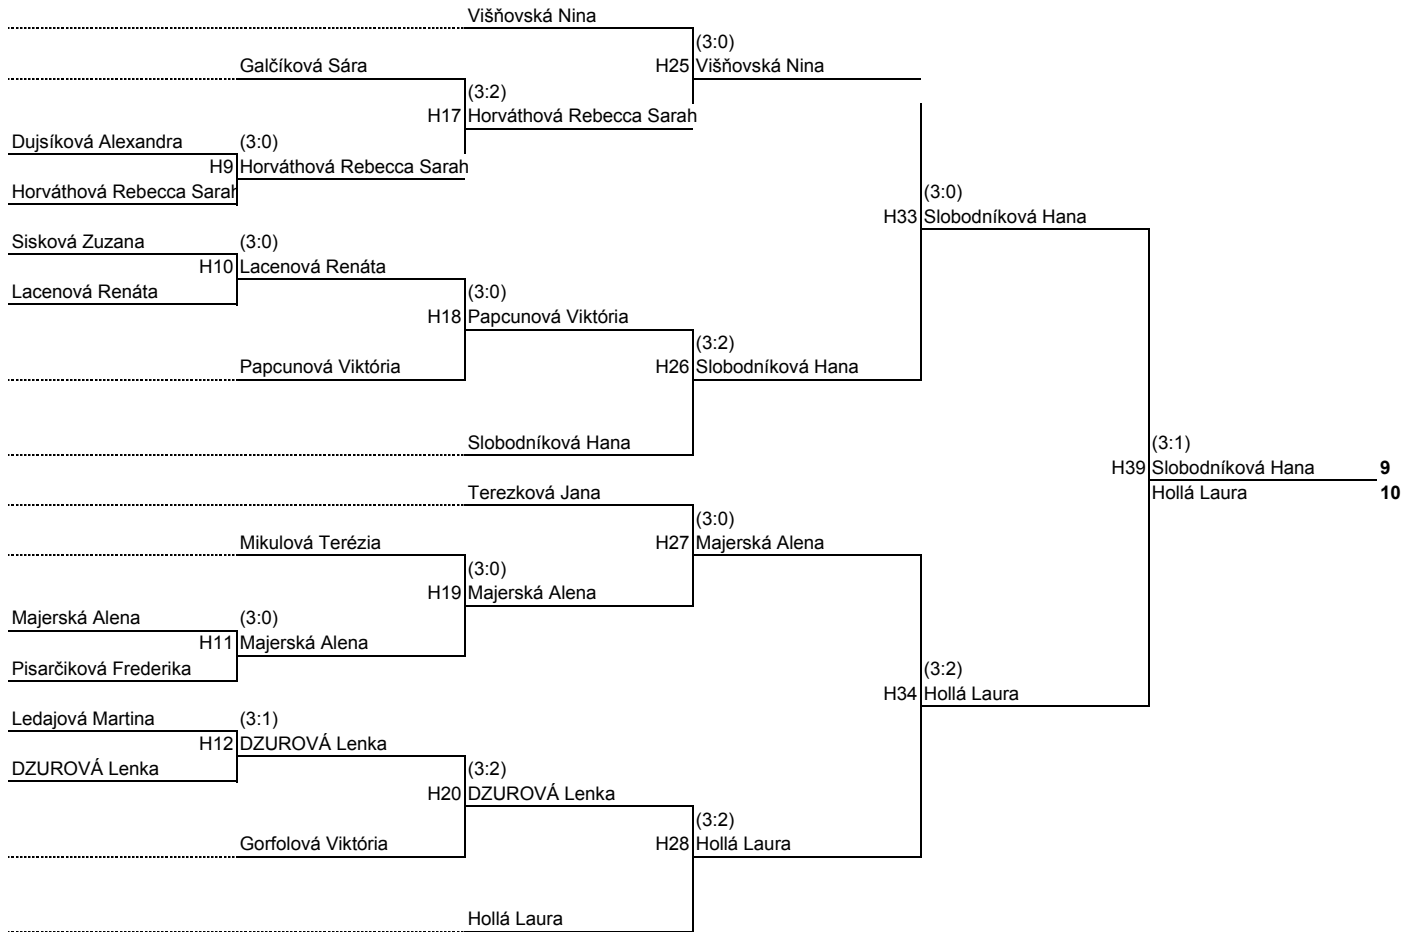 Višňovská Nina
(3:0)
Galčíková Sára
H25 Višňovská Nina
(3:2)
H17 Horváthová Rebecca Sarah
Dujsíková Alexandra (3:0)
H9 Horváthová Rebecca Sarah
Horváthová Rebecca Sarah
(3:0)
H33 Slobodníková Hana
Sisková Zuzana (3:0)
H10 Lacenová Renáta
Lacenová Renáta
(3:0)
H18 Papcunová Viktória
(3:2)
Papcunová Viktória
H26 Slobodníková Hana
Slobodníková Hana
(3:1)
H39 Slobodníková Hana 9
Hollá Laura 10
Terezková Jana
(3:0)
Mikulová Terézia
H27 Majerská Alena
(3:0)
H19 Majerská Alena
Majerská Alena (3:0)
H11 Majerská Alena
Pisarčiková Frederika
(3:2)
H34 Hollá Laura
Ledajová Martina (3:1)
H12 DZUROVÁ Lenka
DZUROVÁ Lenka
(3:2)
H20 DZUROVÁ Lenka
(3:2)
Gorfolová Viktória
H28 Hollá Laura
Hollá Laura